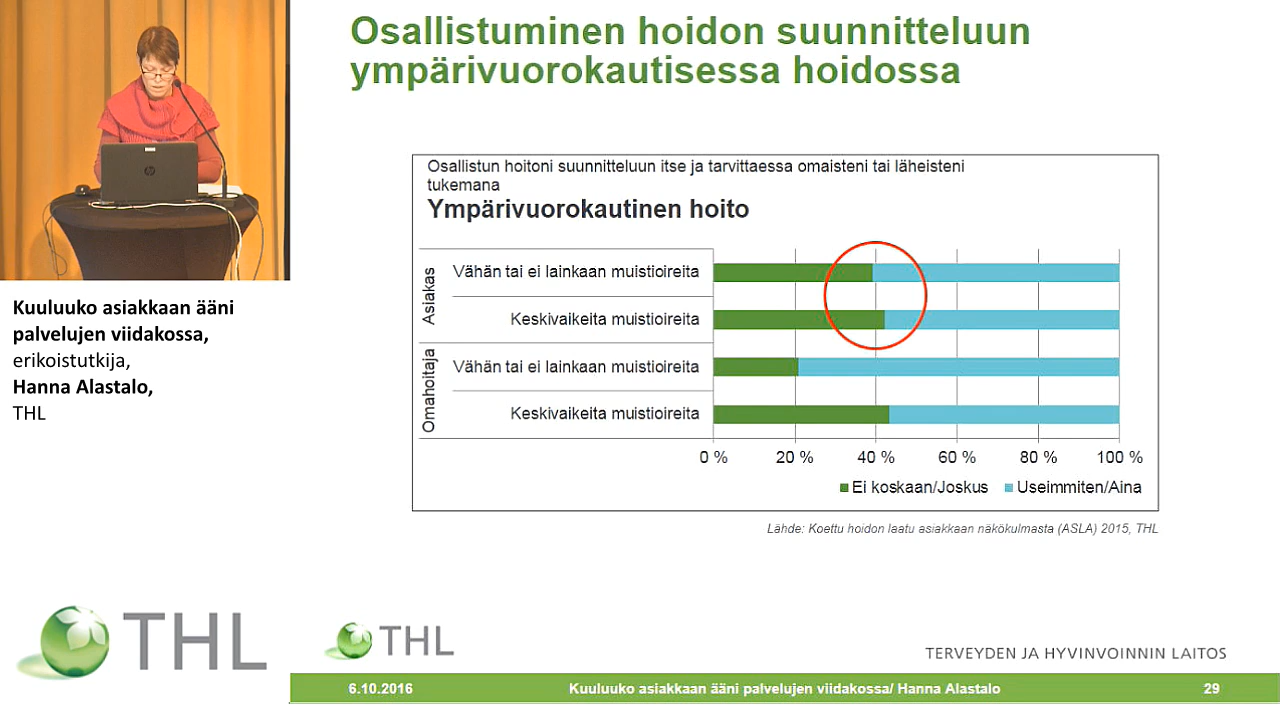 Osallistuminen hoidon suunnitteluun
ympärivuorokautisessa hoidossa
Kuuluuko asiakkaan ääni
palvelujen viidakossa,
erikoistutkija,
Hanna Alastalo,
THL
Osallistun hoitoni suunnitteluun itse ja tarvittaessa omaisteni tai läheisteni
tukemana
Ympärivuorokautinen hoito
Asiakas
Vähän tai ei lainkaan muistioireita
Keskivaikeita muistioireita
Omahoitaja
Vähän tai ei lainkaan muistioireita
Keskivaikeita muistioireita
0 % 20 % 40 % 60 % 80 % 100 %
Ei koskaan/Joskus Useimmiten/Aina
Lähde: Koettu hoidon laatu asiakkaan näkökulmasta (ASLA) 2015, THL
THL
THL
TERVEYDEN JA HYVINVOINNIN LAITOS
6.10.2016 Kuuluuko asiakkaan ääni palvelujen viidakossa/ Hanna Alastalo 29
hp